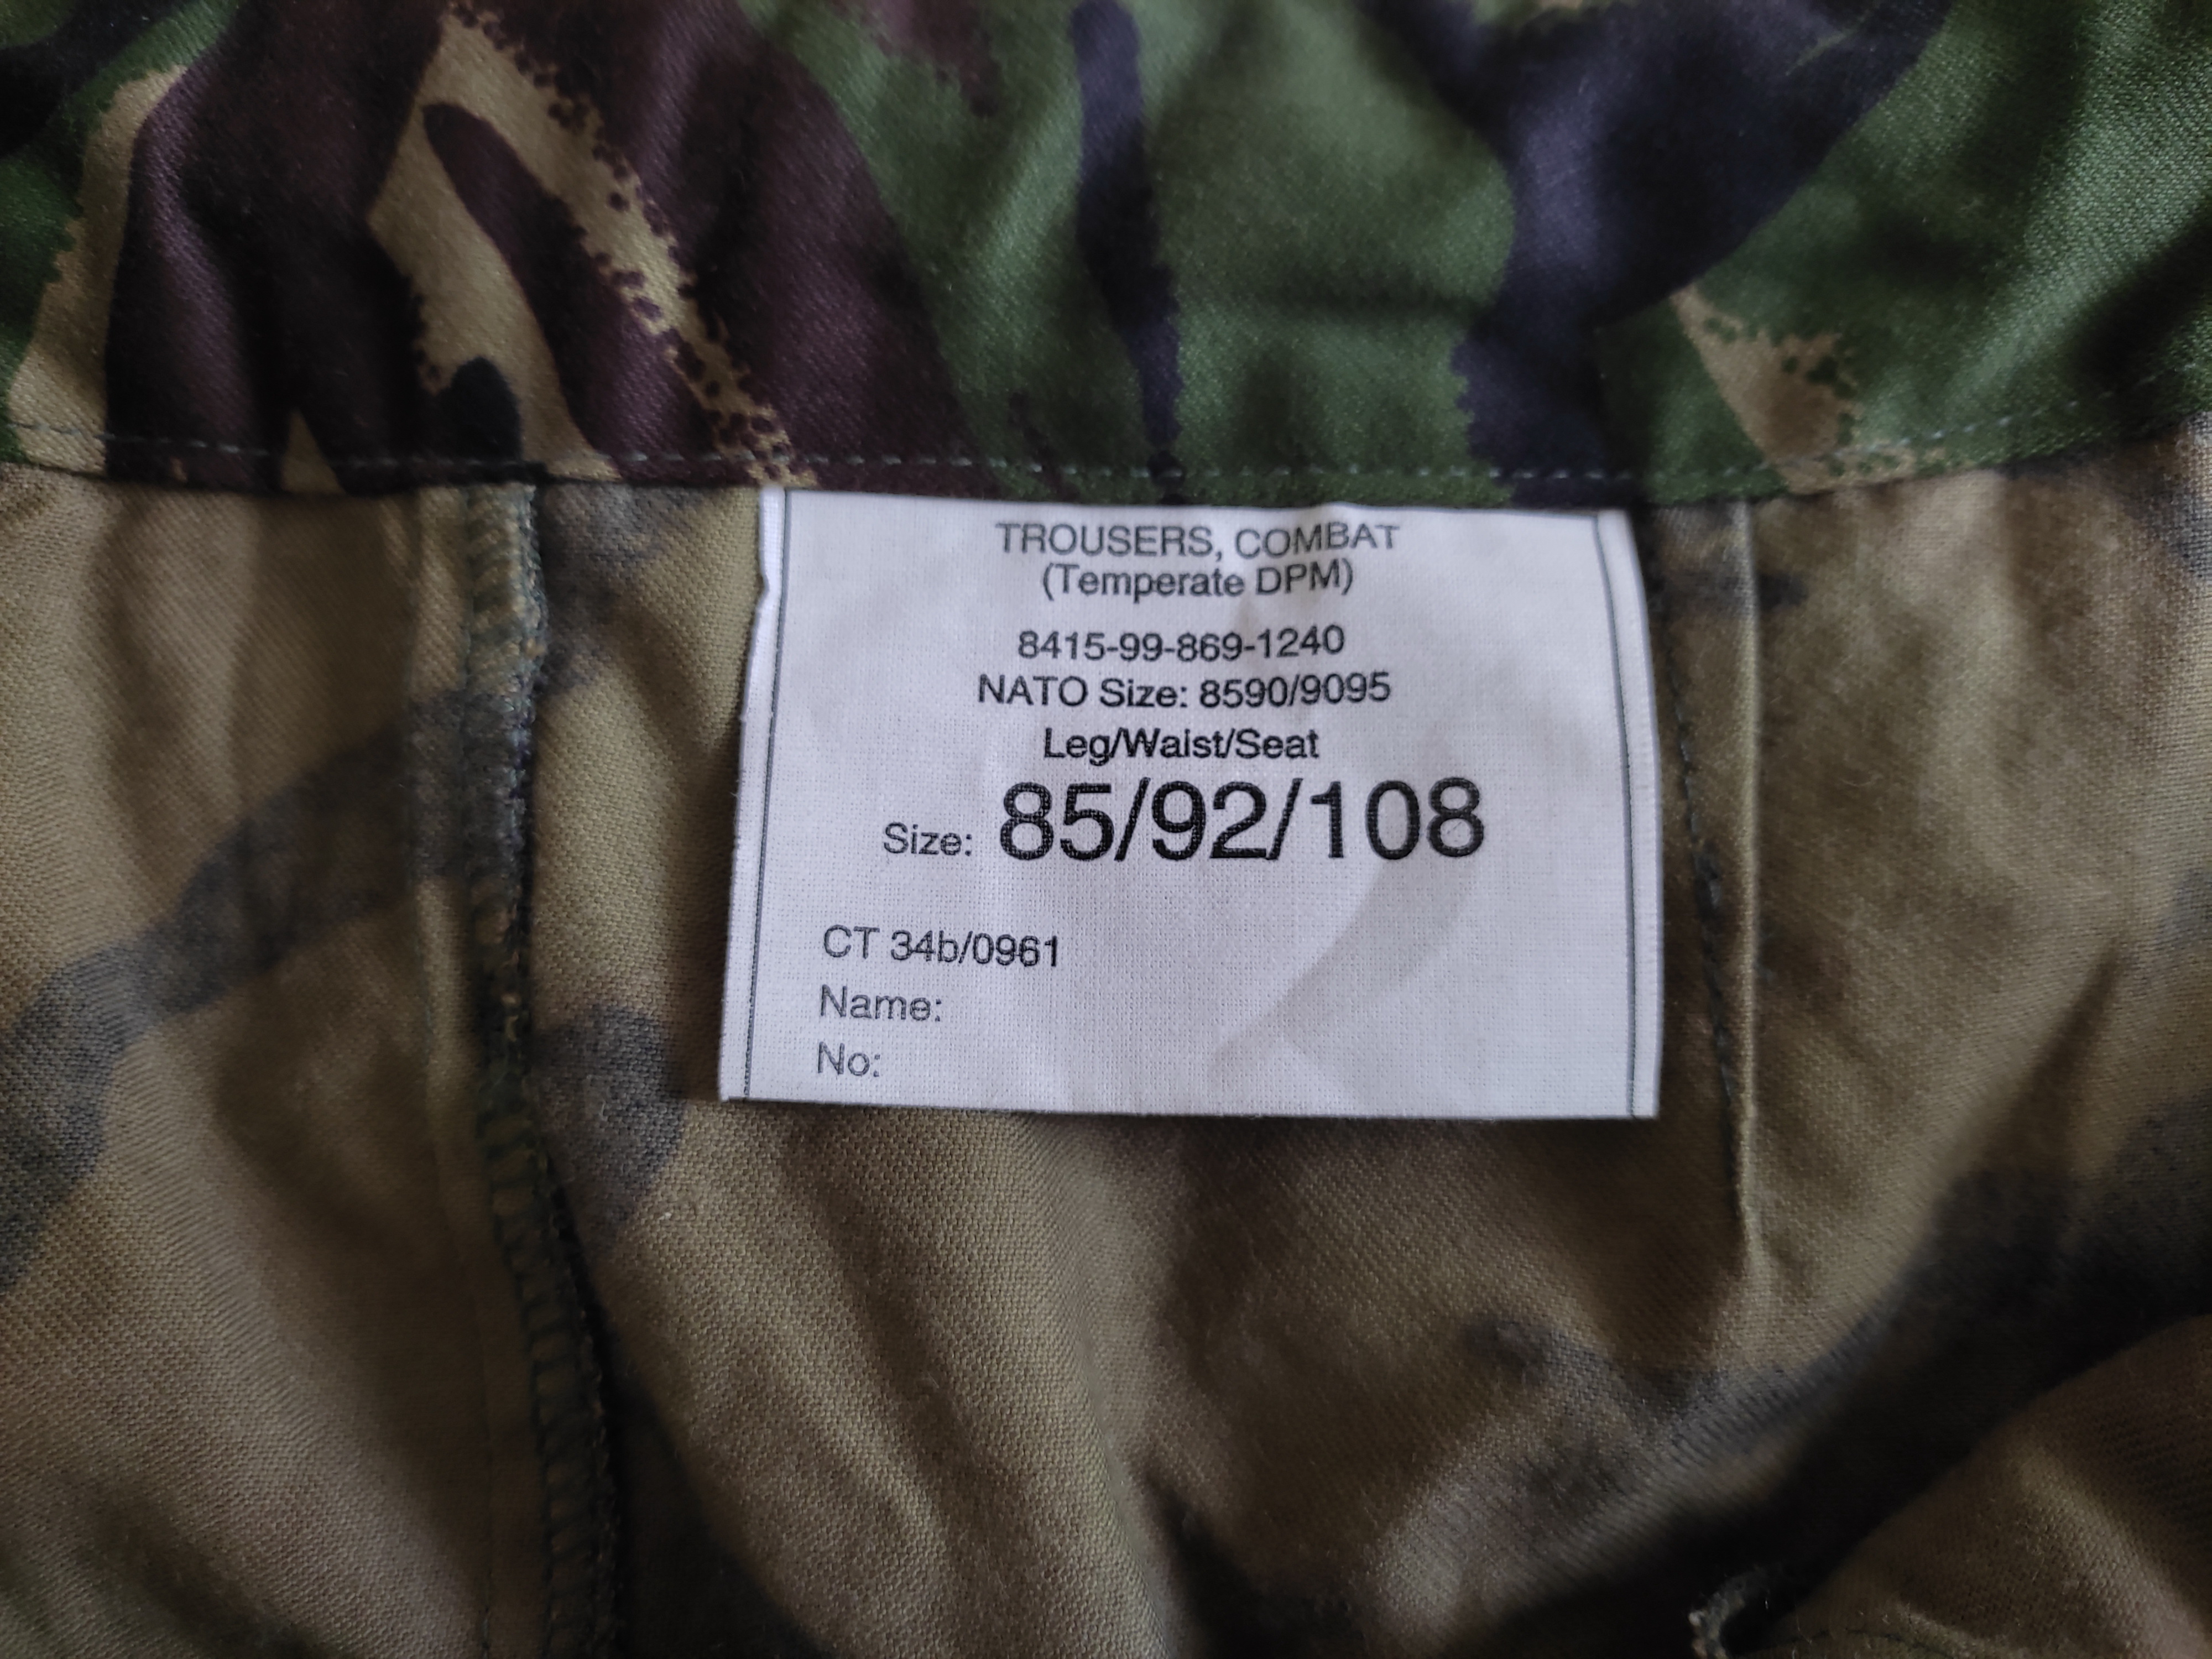 TROUSERS, COMBAT
(Temperate DPM)
8415-99-869-1240
NATO Size: 8590/9095
Leg/Waist/Seat
Size: 85/92/108
CT 34b/0961
Name:
No: